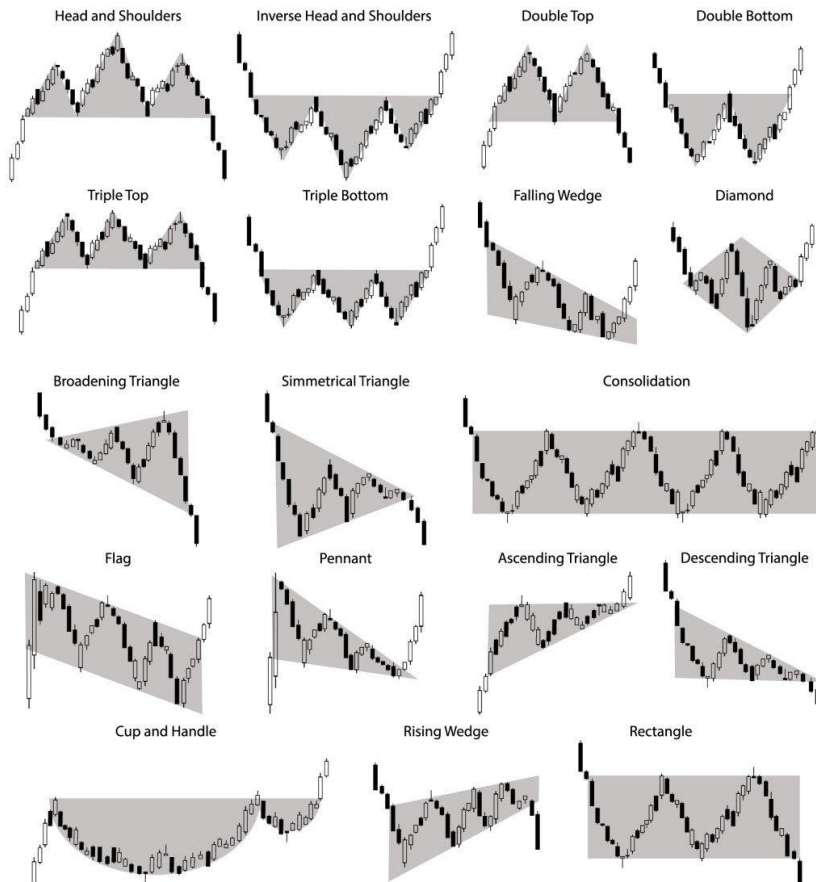 Head and Shoulders
Inverse Head and Shoulders
Double Top
Double Bottom
Triple Top
Triple Bottom
Falling Wedge
Diamond
Broadening Triangle
Simmetrical Triangle
Consolidation
Flag
Pennant
Ascending Triangle
Descending Triangle
Cup and Handle
Rising Wedge
Rectangle